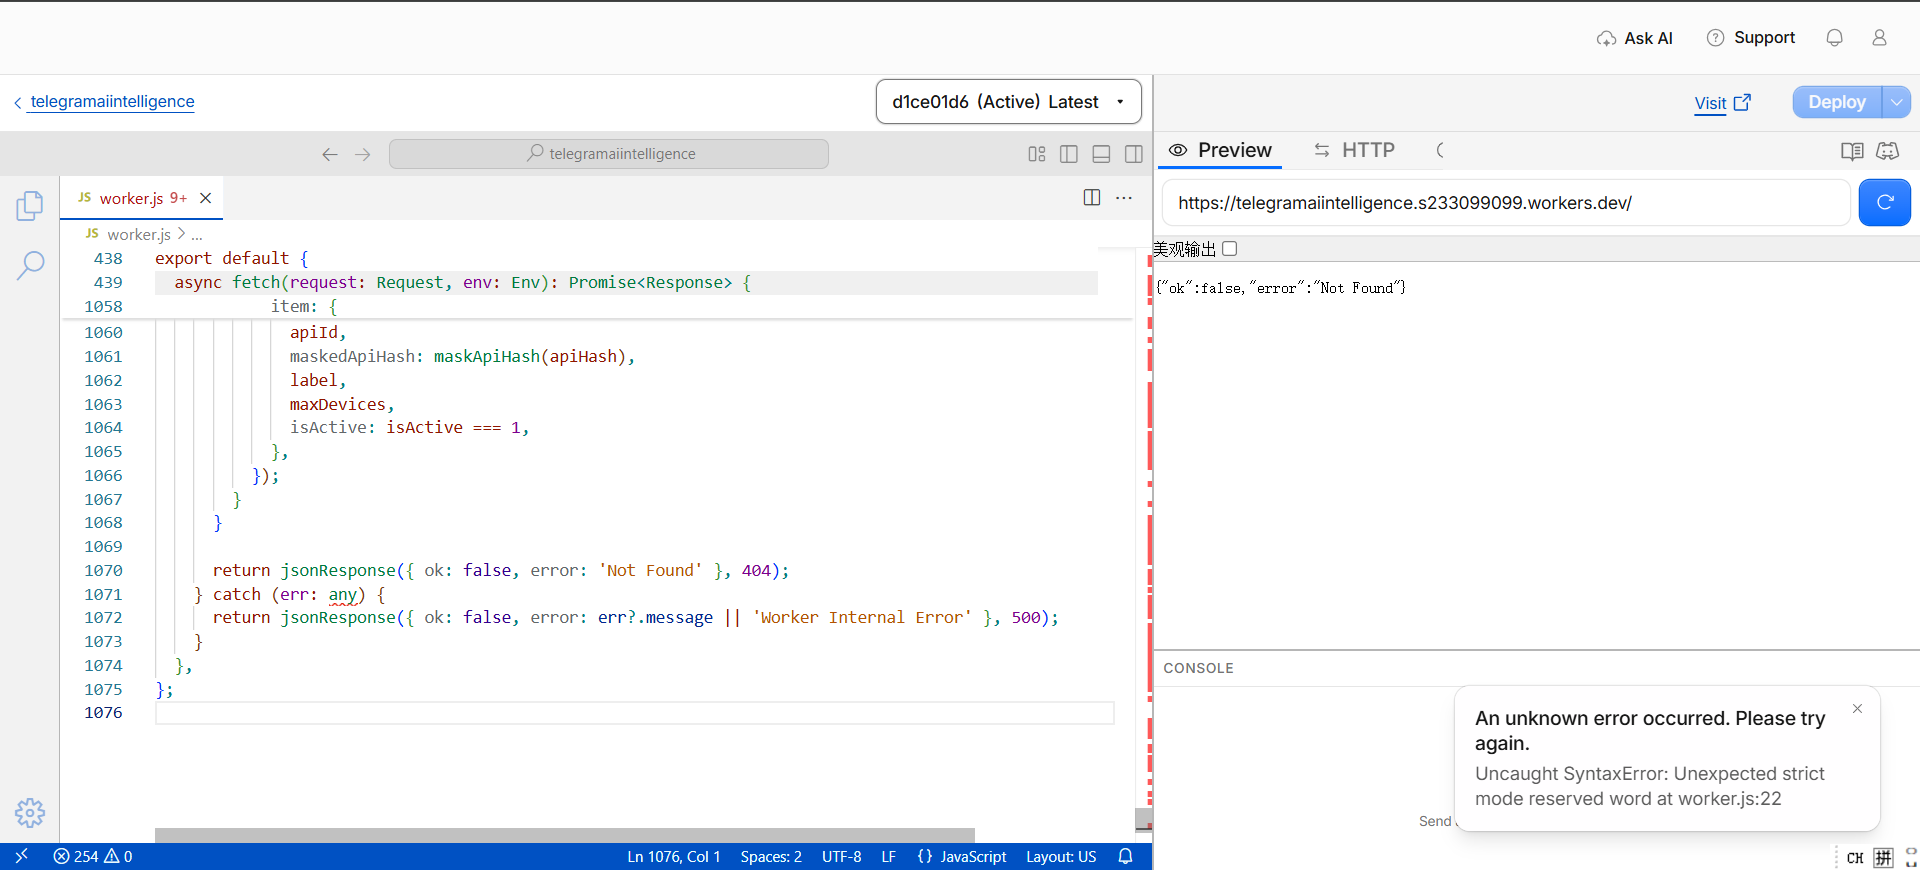 Ask AI
Support
telegramaiintelligence
d1ce01d6 (Active) Latest
Visit
Deploy
telegramaiintelligence
Preview
HTTP
JS worker.js 9+
https://telegramaiintelligence.s233099099.workers.dev/
JS worker.js > ...
美观输出
438 export default {
439 async fetch(request: Request, env: Env): Promise<Response> {
1058 item: {
1060 apiId,
1061 maskedApiHash: maskApiHash(apiHash),
1062 label,
1063 maxDevices,
1064 isActive: isActive === 1,
1065 },
1066 });
1067 }
1068 }
1069
1070 return jsonResponse({ ok: false, error: 'Not Found' }, 404);
1071 } catch (err: any) {
1072 return jsonResponse({ ok: false, error: err?.message || 'Worker Internal Error' }, 500);
1073 }
1074 },
1075 };
1076
{"ok":false,"error":"Not Found"}
CONSOLE
An unknown error occurred. Please try
again.
Uncaught SyntaxError: Unexpected strict
mode reserved word at worker.js:22
Send
254 0
Ln 1076, Col 1
Spaces: 2
UTF-8
LF
{} JavaScript
Layout: US
CH 拼